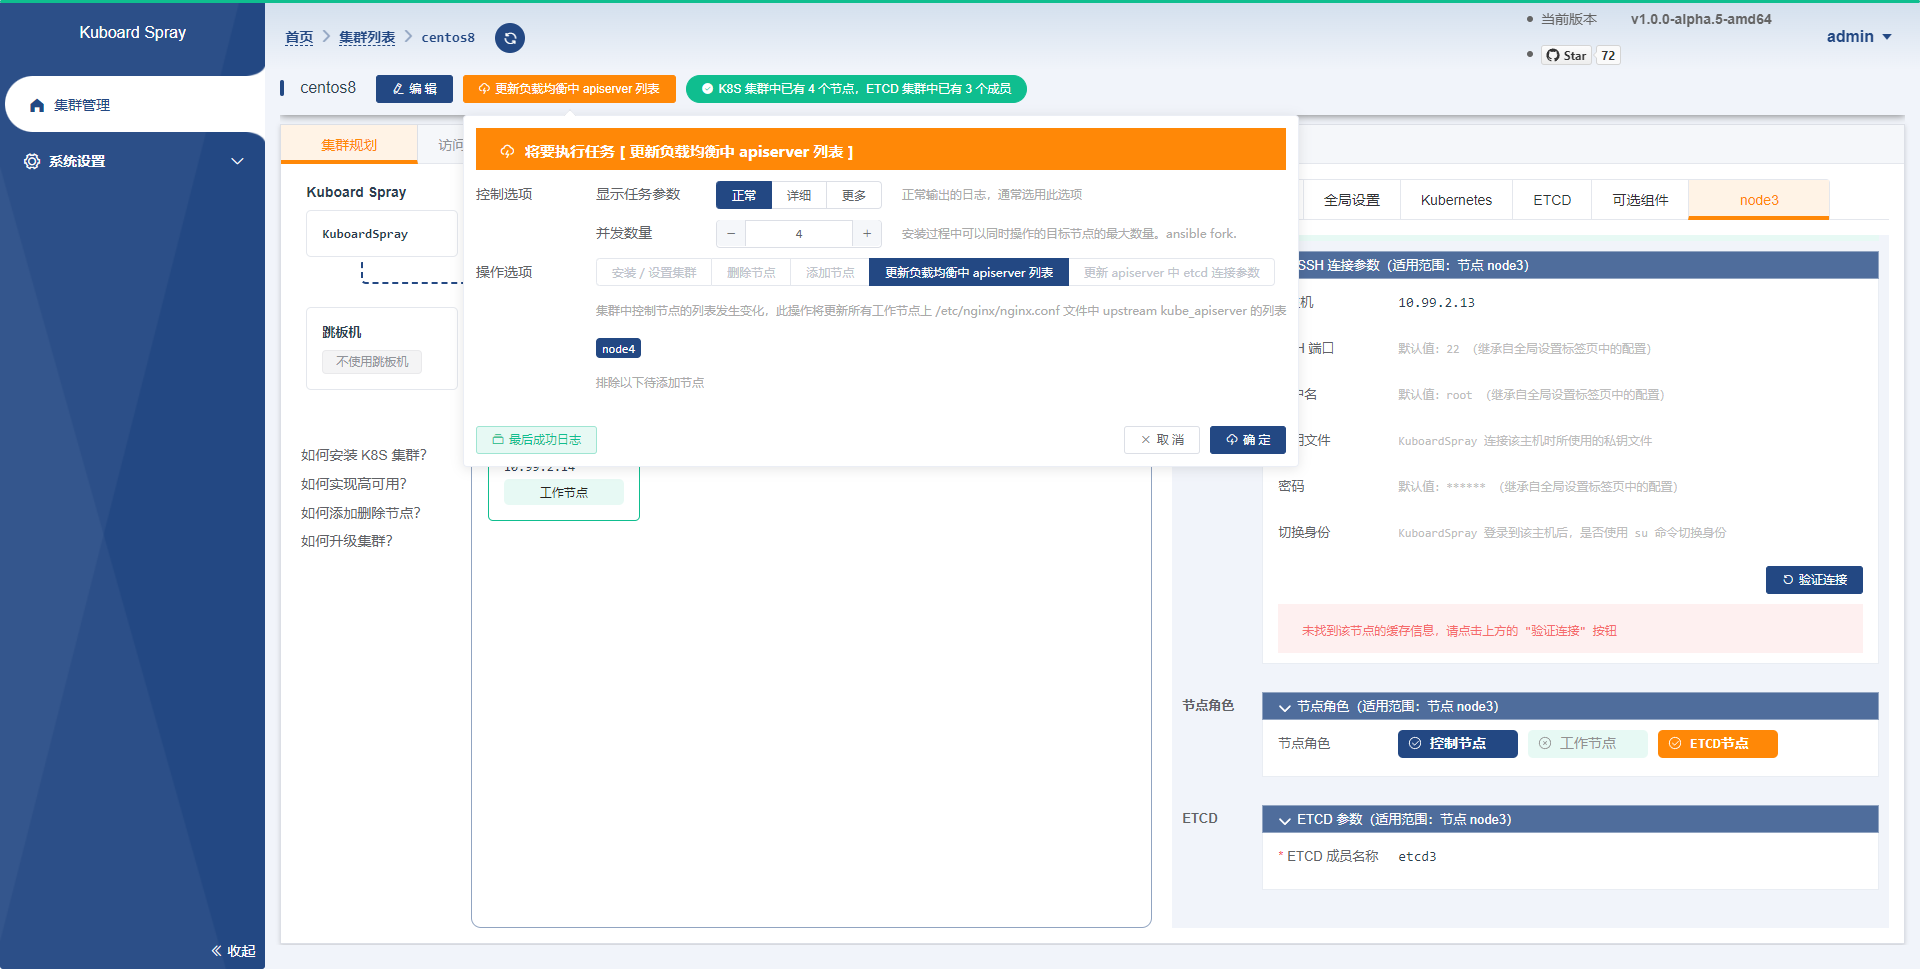 Kuboard Spray
集群管理
系统设置
收起
首页
集群列表
centos8
当前版本
v1.0.0-alpha.5-amd64
Star
72
admin
centos8
编 辑
更新负载均衡中 apiserver 列表
K8S 集群中已有 4 个节点，ETCD 集群中已有 3 个成员
集群规划
访问
Kuboard Spray
KuboardSpray
跳板机
不使用跳板机
如何安装 K8S 集群?
如何实现高可用?
如何添加删除节点?
如何升级集群?
将要执行任务 [ 更新负载均衡中 apiserver 列表 ]
控制选项
显示任务参数
正常
详细
更多
正常输出的日志，通常选用此选项
并发数量
4
安装过程中可以同时操作的目标节点的最大数量。ansible fork.
操作选项
安装 / 设置集群
删除节点
添加节点
更新负载均衡中 apiserver 列表
更新 apiserver 中 etcd 连接参数
集群中控制节点的列表发生变化，此操作将更新所有工作节点上 /etc/nginx/nginx.conf 文件中 upstream kube_apiserver 的列表
node4
排除以下待添加节点
最后成功日志
取 消
确 定
10.99.2.14
工作节点
全局设置
Kubernetes
ETCD
可选组件
node3
SSH 连接参数（适用范围：节点 node3）
机
10.99.2.13
H 端口
默认值: 22 (继承自全局设置标签页中的配置)
户名
默认值: root (继承自全局设置标签页中的配置)
钥文件
KuboardSpray 连接该主机时所使用的私钥文件
密码
默认值: ****** (继承自全局设置标签页中的配置)
切换身份
KuboardSpray 登录到该主机后，是否使用 su 命令切换身份
验证连接
未找到该节点的缓存信息，请点击上方的 "验证连接" 按钮
节点角色
节点角色（适用范围：节点 node3）
节点角色
控制节点
工作节点
ETCD节点
ETCD
ETCD 参数（适用范围：节点 node3）
* ETCD 成员名称
etcd3